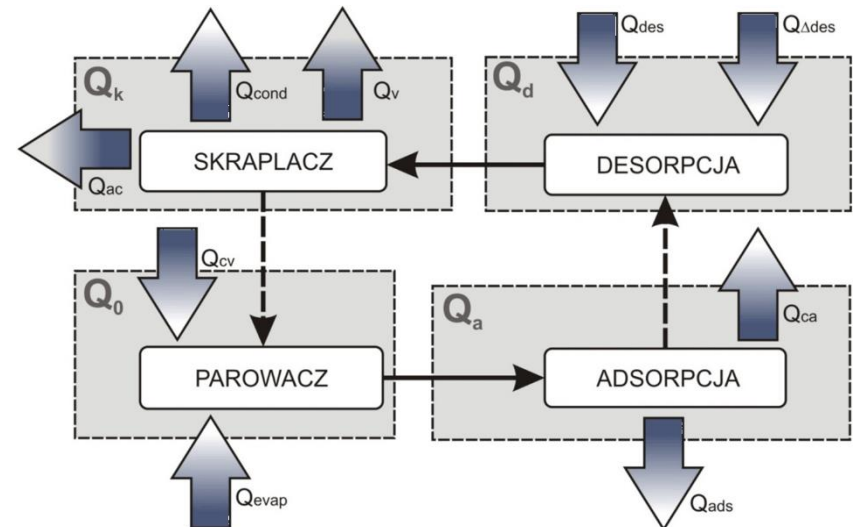 Qk
Qcond
Qv
Qac
SKRAPLACZ
Qdes
QΔdes
Qd
DESORPCJA
Q0
Qcv
PAROWACZ
Qevap
Qa
Qca
ADSORPCJA
Qads